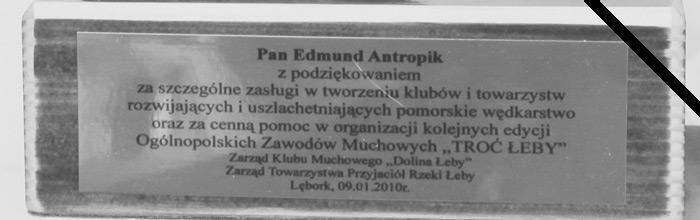 Pan Edmund Antropik
z podziękowaniem
za szczególne zasługi w tworzeniu klubów i towarzystw
rozwijających i uszlachetniających pomorskie wędkarstwo
oraz za cenną pomoc w organizacji kolejnych edycji
Ogólnopolskich Zawodów Muchowych „TROĆ ŁEBY”
Zarząd Klubu Muchowego „Dolina Łeby”
Zarząd Towarzystwa Przyjaciół Rzeki Łeby
Lębork, 09.01.2010r.